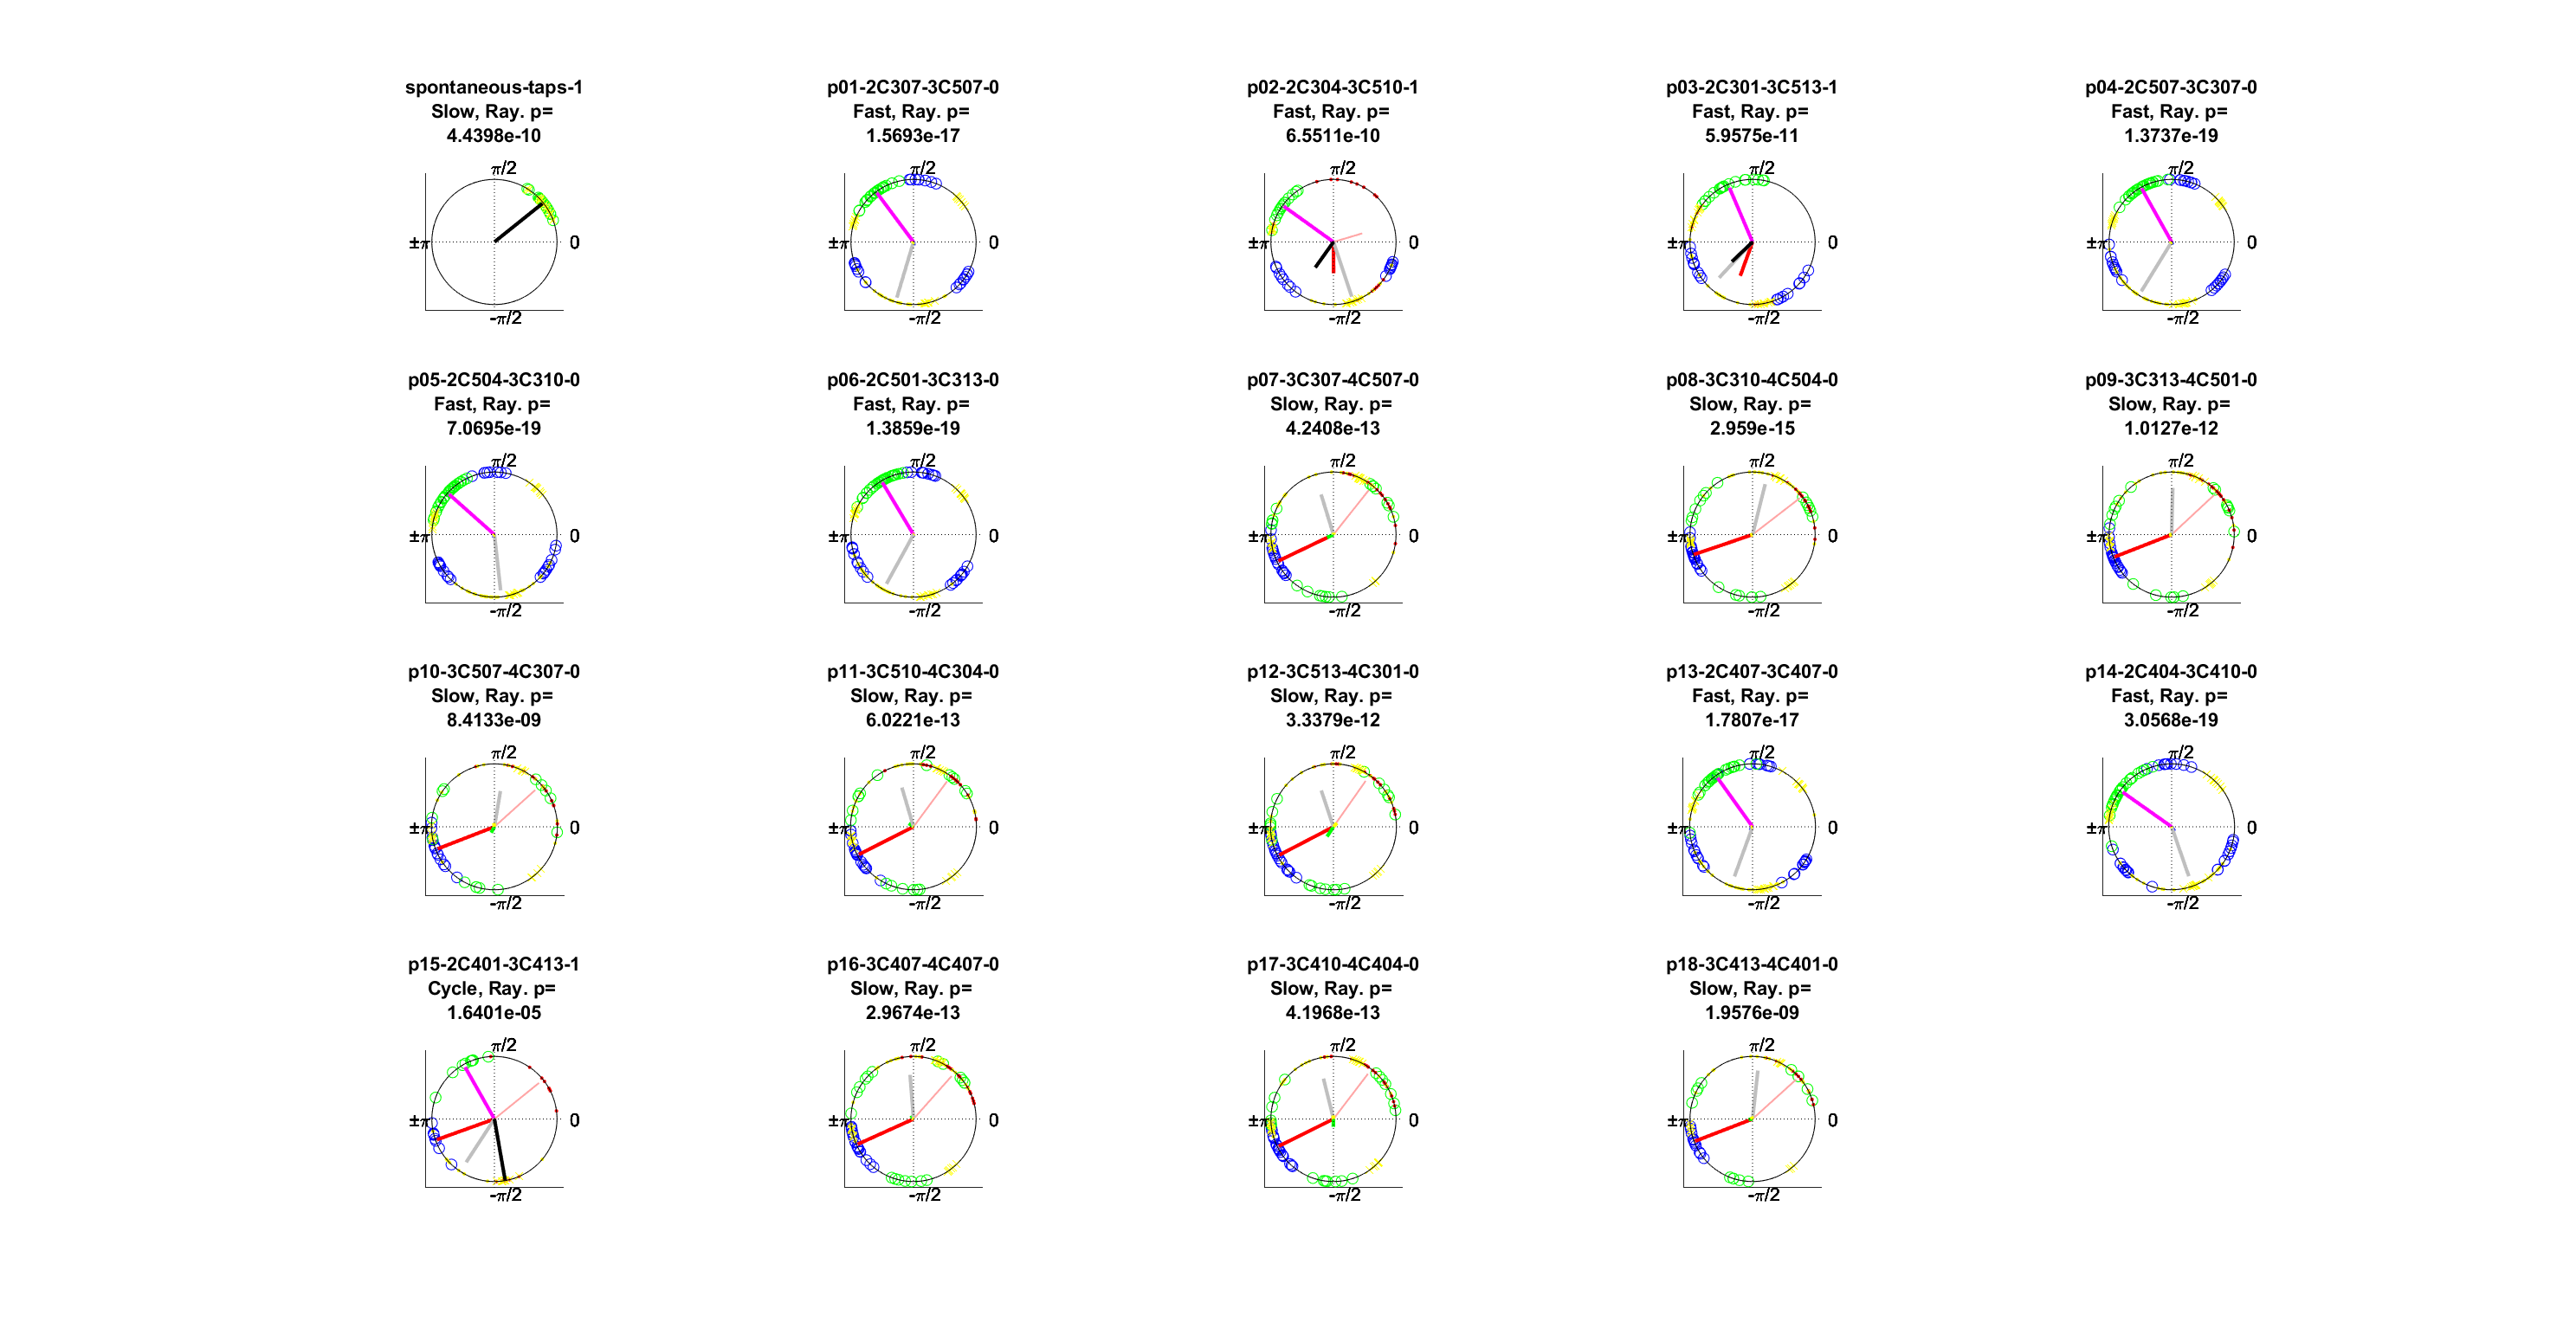 spontaneous-taps-1
Slow, Ray. p=
4.4398e-10
π/2
±π
0
-π/2
p01-2C307-3C507-0
Fast, Ray. p=
1.5693e-17
π/2
±π
0
-π/2
p02-2C304-3C510-1
Fast, Ray. p=
6.5511e-10
π/2
±π
0
-π/2
p03-2C301-3C513-1
Fast, Ray. p=
5.9575e-11
π/2
±π
0
-π/2
p04-2C507-3C307-0
Fast, Ray. p=
1.3737e-19
π/2
±π
0
-π/2
p05-2C504-3C310-0
Fast, Ray. p=
7.0695e-19
π/2
±π
0
-π/2
p06-2C501-3C313-0
Fast, Ray. p=
1.3859e-19
π/2
±π
0
-π/2
p07-3C307-4C507-0
Slow, Ray. p=
4.2408e-13
π/2
±π
0
-π/2
p08-3C310-4C504-0
Slow, Ray. p=
2.959e-15
π/2
±π
0
-π/2
p09-3C313-4C501-0
Slow, Ray. p=
1.0127e-12
π/2
±π
0
-π/2
p10-3C507-4C307-0
Slow, Ray. p=
8.4133e-09
π/2
±π
0
-π/2
p11-3C510-4C304-0
Slow, Ray. p=
6.0221e-13
π/2
±π
0
-π/2
p12-3C513-4C301-0
Slow, Ray. p=
3.3379e-12
π/2
±π
0
-π/2
p13-2C407-3C407-0
Fast, Ray. p=
1.7807e-17
π/2
±π
0
-π/2
p14-2C404-3C410-0
Fast, Ray. p=
3.0568e-19
π/2
±π
0
-π/2
p15-2C401-3C413-1
Cycle, Ray. p=
1.6401e-05
π/2
±π
0
-π/2
p16-3C407-4C407-0
Slow, Ray. p=
2.9674e-13
π/2
±π
0
-π/2
p17-3C410-4C404-0
Slow, Ray. p=
4.1968e-13
π/2
±π
0
-π/2
p18-3C413-4C401-0
Slow, Ray. p=
1.9576e-09
π/2
±π
0
-π/2